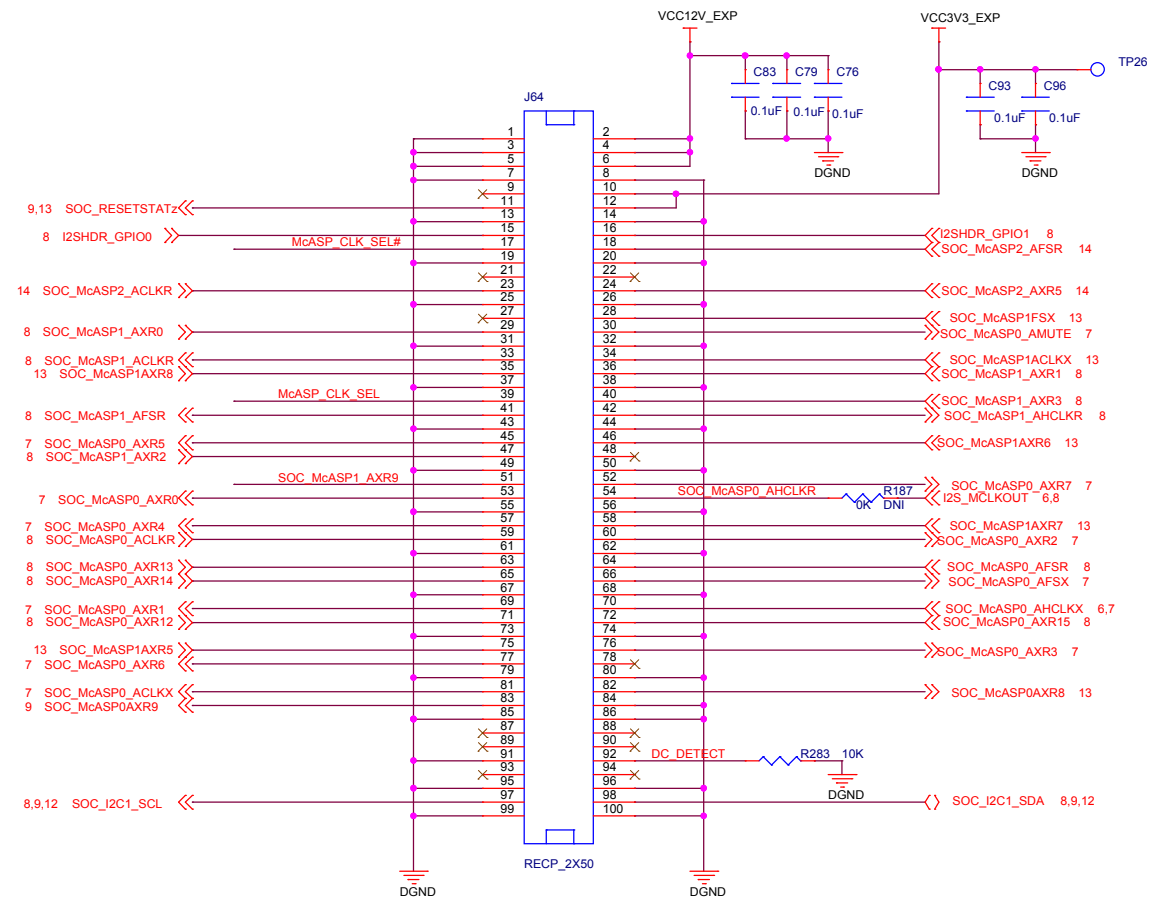 VCC12V_EXP VCC3V3_EXP
TP26
C83 C79 C76 C93 C96
J64
0.1uF 0.1uF 0.1uF 0.1uF 0.1uF
1 2
3 4
5 6
DGND DGND
7 8
9 10
9,13 SOC_RESETSTATz 11 12
13 14
8 I2SHDR_GPIO0 15 16 I2SHDR_GPIO1 8
McASP_CLK_SEL# 17 18 SOC_McASP2_AFSR 14
19 20
21 22
14 SOC_McASP2_ACLKR 23 24 SOC_McASP2_AXR5 14
25 26
27 28 SOC_McASP1FSX 13
8 SOC_McASP1_AXR0 29 30 SOC_McASP0_AMUTE 7
31 32
8 SOC_McASP1_ACLKR 33 34 SOC_McASP1ACLKX 13
13 SOC_McASP1AXR8 35 36 SOC_McASP1_AXR1 8
37 38
McASP_CLK_SEL 39 40 SOC_McASP1_AXR3 8
8 SOC_McASP1_AFSR 41 42 SOC_McASP1_AHCLKR 8
43 44
7 SOC_McASP0_AXR5 45 46 SOC_McASP1AXR6 13
8 SOC_McASP1_AXR2 47 48
49 50
SOC_McASP1_AXR9 51 52 SOC_McASP0_AXR7 7
7 SOC_McASP0_AXR0 53 54 SOC_McASP0_AHCLKR R187 I2S_MCLKOUT 6,8
0K DNI
55 56
7 SOC_McASP0_AXR4 57 58 SOC_McASP1AXR7 13
8 SOC_McASP0_ACLKR 59 60 SOC_McASP0_AXR2 7
61 62
8 SOC_McASP0_AXR13 63 64 SOC_McASP0_AFSR 8
8 SOC_McASP0_AXR14 65 66 SOC_McASP0_AFSX 7
67 68
7 SOC_McASP0_AXR1 69 70 SOC_McASP0_AHCLKX 6,7
8 SOC_McASP0_AXR12 71 72 SOC_McASP0_AXR15 8
73 74
13 SOC_McASP1AXR5 75 76 SOC_McASP0_AXR3 7
7 SOC_McASP0_AXR6 77 78
79 80
7 SOC_McASP0_ACLKX 81 82 SOC_McASP0AXR8 13
9 SOC_McASP0AXR9 83 84
85 86
87 88
89 90
91 92 DC_DETECT R283 10K
93 94
95 96
DGND
8,9,12 SOC_I2C1_SCL 97 98 SOC_I2C1_SDA 8,9,12
99 100
RECP_2X50
DGND DGND